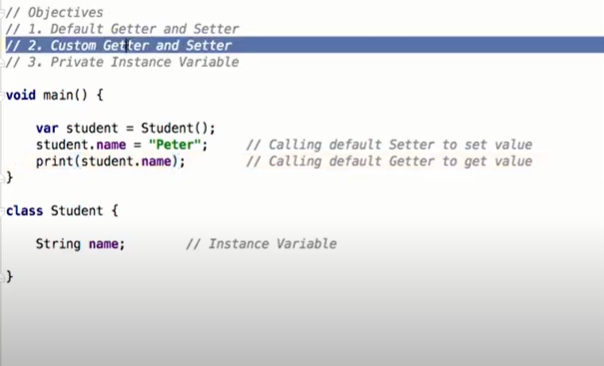 // Objectives
// 1. Default Getter and Setter
// 2. Custom Getter and Setter
// 3. Private Instance Variable
void main() {
var student = Student();
student.name = "Peter"; // Calling default Setter to set value
print(student.name); // Calling default Getter to get value
}
class Student {
String name; // Instance Variable
}